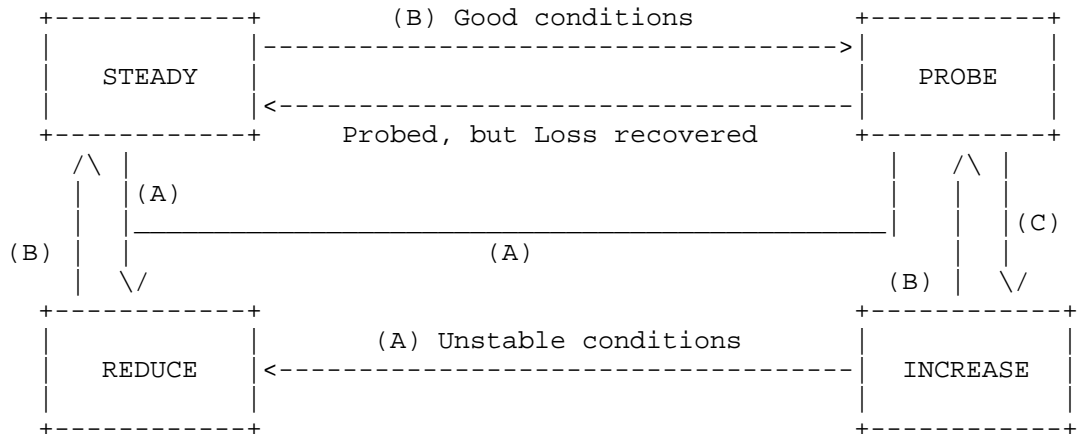 (B) Good conditions
STEADY PROBE
Probed, but Loss recovered
(A)
(C)
(B) (A)
(B)
(A) Unstable conditions
REDUCE INCREASE